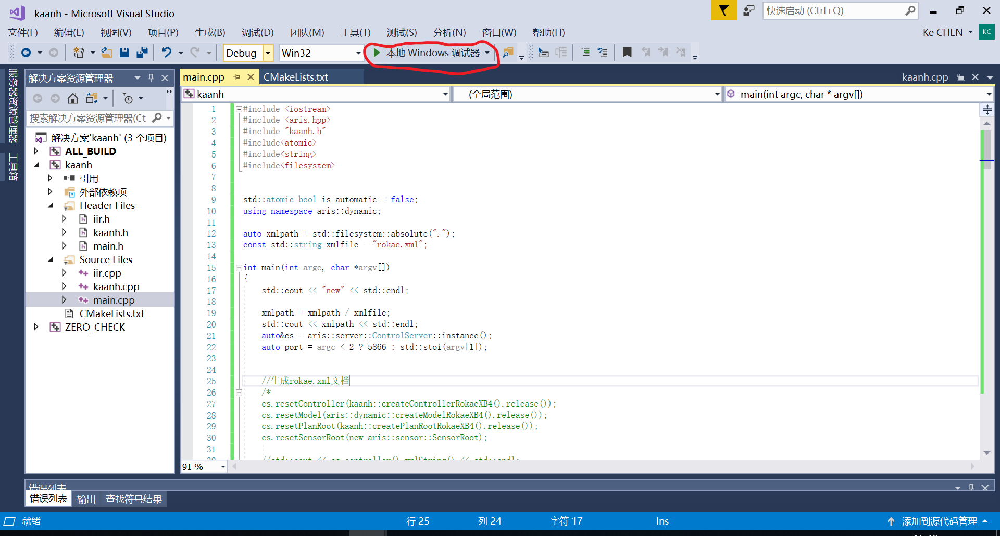 kaanh - Microsoft Visual Studio
快速启动 (Ctrl+Q)
文件(F) 编辑(E) 视图(V) 项目(P) 生成(B) 调试(D) 团队(M) 工具(T) 测试(S) 分析(N) 窗口(W) 帮助(H)
Ke CHEN
KC
Debug Win32 本地 Windows 调试器
服务器资源管理器
工具箱
解决方案资源管理器
搜索解决方案资源管理器(Ct
解决方案'kaanh' (3 个项目)
ALL_BUILD
kaanh
引用
外部依赖项
Header Files
iir.h
kaanh.h
main.h
Source Files
iir.cpp
kaanh.cpp
main.cpp
CMakeLists.txt
ZERO_CHECK
main.cpp CMakeLists.txt kaanh.cpp
kaanh (全局范围) main(int argc, char * argv[])
1 #include <iostream>
2 #include <aris.hpp>
3 #include "kaanh.h"
4 #include<atomic>
5 #include<string>
6 #include<filesystem>
7
8
9 std::atomic_bool is_automatic = false;
10 using namespace aris::dynamic;
11
12 auto xmlpath = std::filesystem::absolute(".");
13 const std::string xmlfile = "rokae.xml";
14
15 int main(int argc, char *argv[])
16 {
17 std::cout << "new" << std::endl;
18
19 xmlpath = xmlpath / xmlfile;
20 std::cout << xmlpath << std::endl;
21 auto&cs = aris::server::ControlServer::instance();
22 auto port = argc < 2 ? 5866 : std::stoi(argv[1]);
23
24
25 //生成rokae.xml文档
26 /*
27 cs.resetController(kaanh::createControllerRokaeXB4().release());
28 cs.resetModel(aris::dynamic::createModelRokaeXB4().release());
29 cs.resetPlanRoot(kaanh::createPlanRootRokaeXB4().release());
30 cs.resetSensorRoot(new aris::sensor::SensorRoot);
31
//std::cout << cs.controller().xmlString() << std::endl;
91 %
错误列表
错误列表 输出 查找符号结果
就绪 行 25 列 24 字符 17 Ins 添加到源代码管理